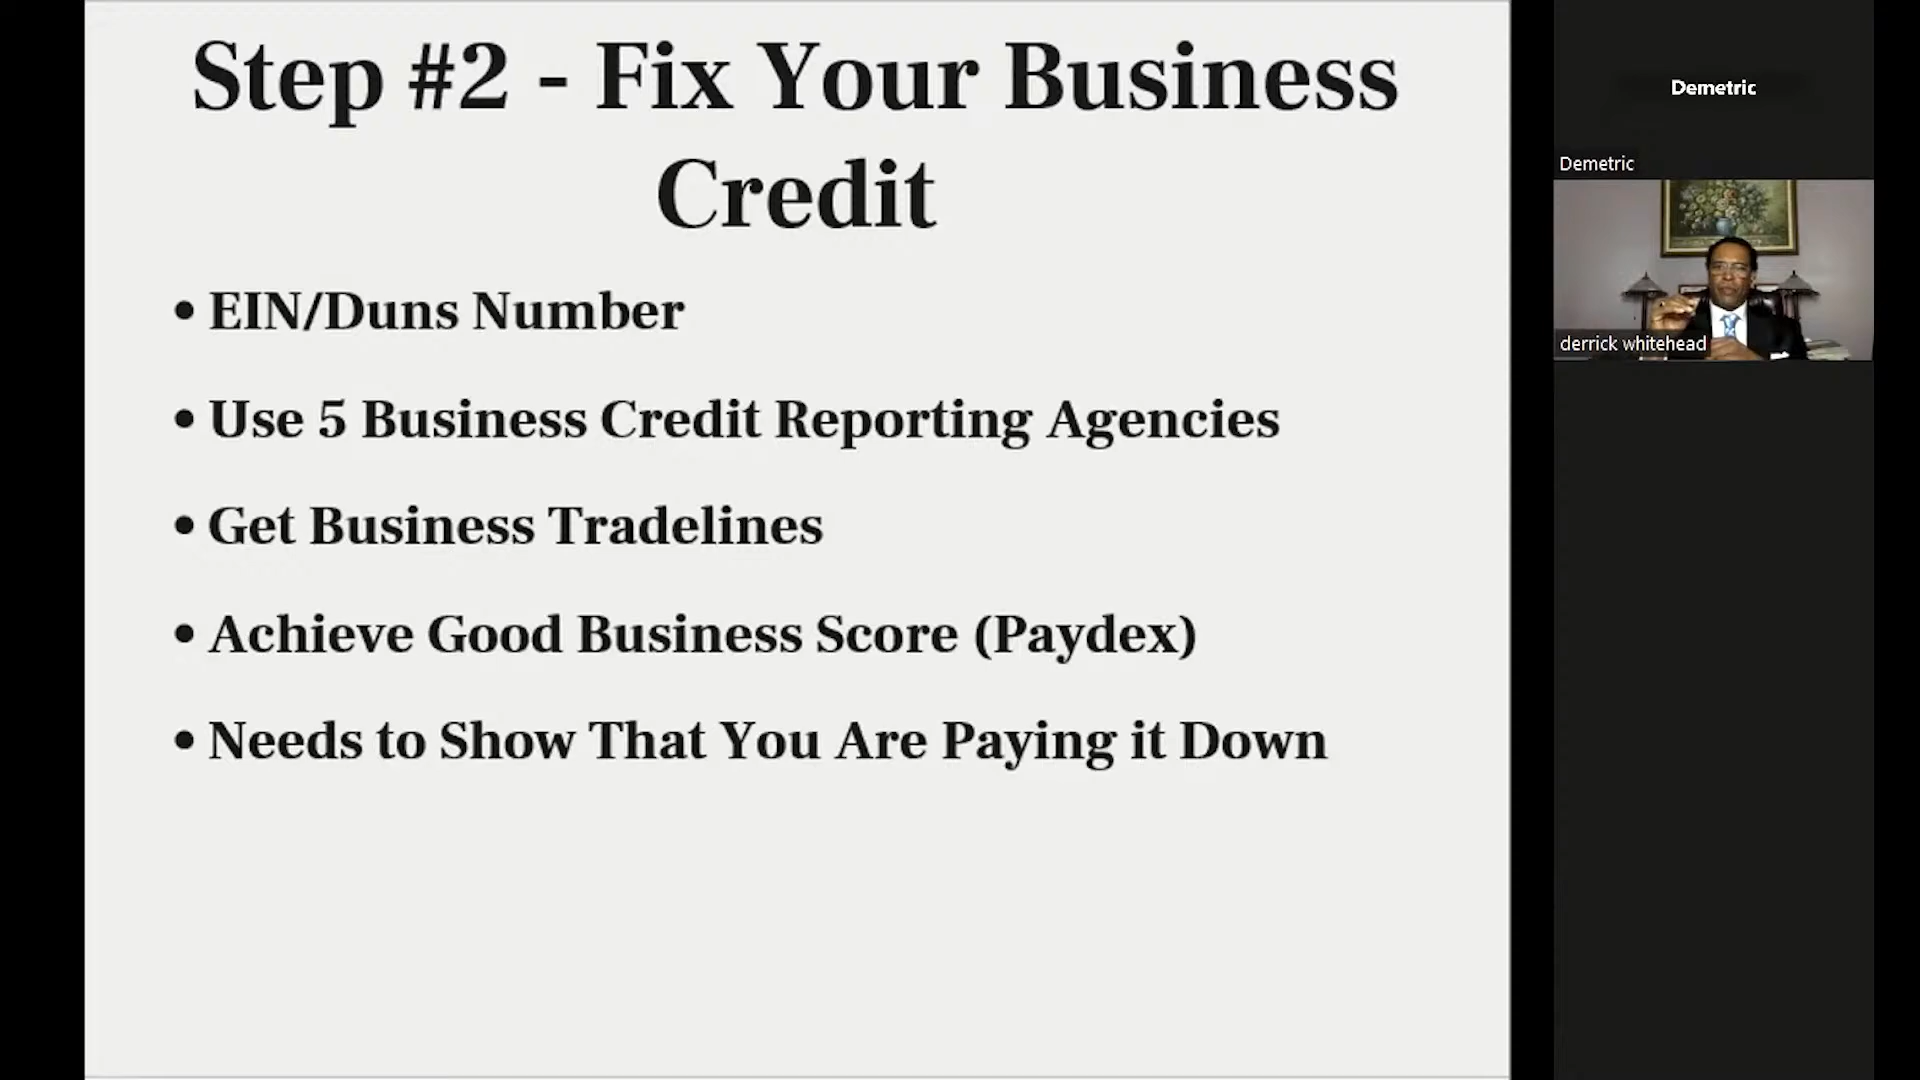 Step #2 - Fix Your Business
Credit
• EIN/Duns Number
• Use 5 Business Credit Reporting Agencies
• Get Business Tradelines
• Achieve Good Business Score (Paydex)
• Needs to Show That You Are Paying it Down
Demetric
Demetric
derrick whitehead